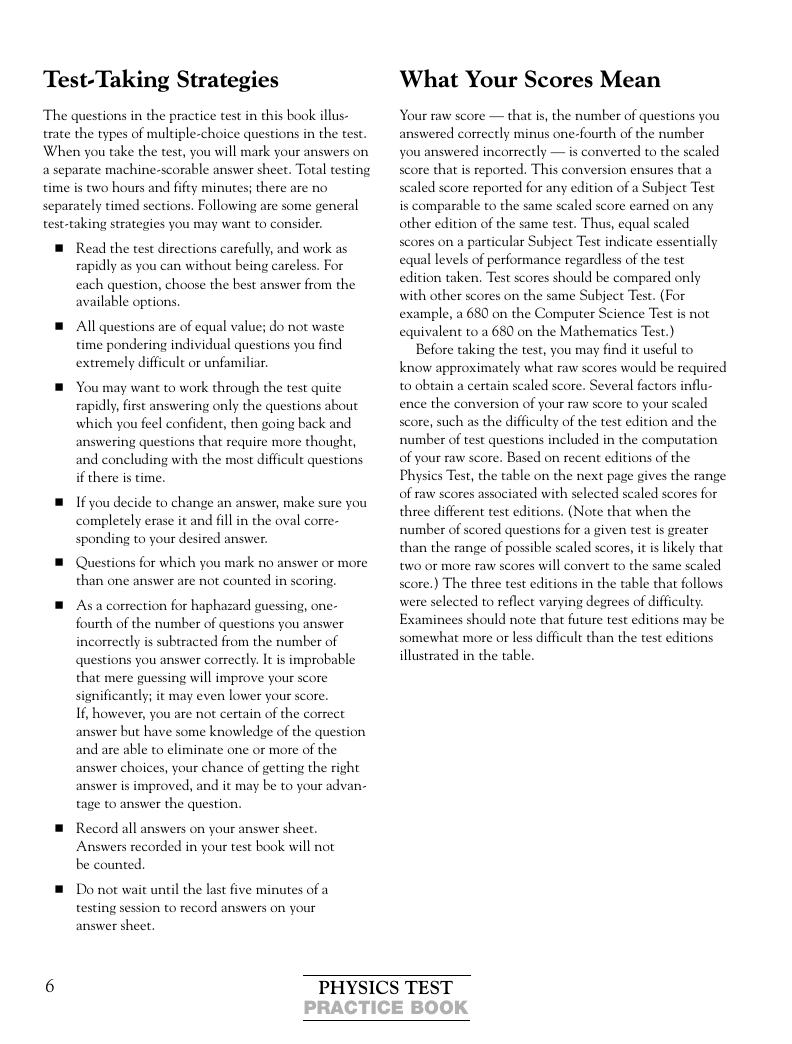 Test-Taking Strategies
The questions in the practice test in this book illus-
trate the types of multiple-choice questions in the test.
When you take the test, you will mark your answers on
a separate machine-scorable answer sheet. Total testing
time is two hours and fifty minutes; there are no
separately timed sections. Following are some general
test-taking strategies you may want to consider.
■ Read the test directions carefully, and work as
rapidly as you can without being careless. For
each question, choose the best answer from the
available options.
■ All questions are of equal value; do not waste
time pondering individual questions you find
extremely difficult or unfamiliar.
■ You may want to work through the test quite
rapidly, first answering only the questions about
which you feel confident, then going back and
answering questions that require more thought,
and concluding with the most difficult questions
if there is time.
■ If you decide to change an answer, make sure you
completely erase it and fill in the oval corre-
sponding to your desired answer.
■ Questions for which you mark no answer or more
than one answer are not counted in scoring.
■ As a correction for haphazard guessing, one-
fourth of the number of questions you answer
incorrectly is subtracted from the number of
questions you answer correctly. It is improbable
that mere guessing will improve your score
significantly; it may even lower your score.
If, however, you are not certain of the correct
answer but have some knowledge of the question
and are able to eliminate one or more of the
answer choices, your chance of getting the right
answer is improved, and it may be to your advan-
tage to answer the question.
■ Record all answers on your answer sheet.
Answers recorded in your test book will not
be counted.
■ Do not wait until the last five minutes of a
testing session to record answers on your
answer sheet.
What Your Scores Mean
Your raw score — that is, the number of questions you
answered correctly minus one-fourth of the number
you answered incorrectly — is converted to the scaled
score that is reported. This conversion ensures that a
scaled score reported for any edition of a Subject Test
is comparable to the same scaled score earned on any
other edition of the same test. Thus, equal scaled
scores on a particular Subject Test indicate essentially
equal levels of performance regardless of the test
edition taken. Test scores should be compared only
with other scores on the same Subject Test. (For
example, a 680 on the Computer Science Test is not
equivalent to a 680 on the Mathematics Test.)
Before taking the test, you may find it useful to
know approximately what raw scores would be required
to obtain a certain scaled score. Several factors influ-
ence the conversion of your raw score to your scaled
score, such as the difficulty of the test edition and the
number of test questions included in the computation
of your raw score. Based on recent editions of the
Physics Test, the table on the next page gives the range
of raw scores associated with selected scaled scores for
three different test editions. (Note that when the
number of scored questions for a given test is greater
than the range of possible scaled scores, it is likely that
two or more raw scores will convert to the same scaled
score.) The three test editions in the table that follows
were selected to reflect varying degrees of difficulty.
Examinees should note that future test editions may be
somewhat more or less difficult than the test editions
illustrated in the table.
6
PHYSICS TEST
PRACTICE BOOK